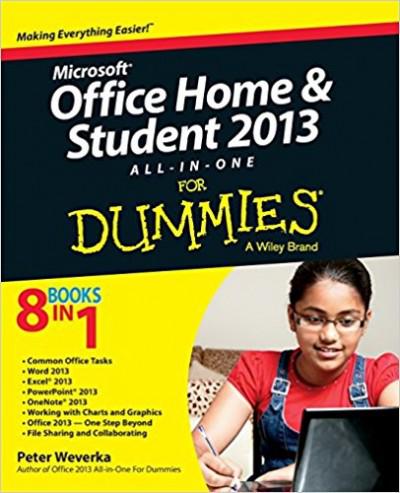 Making Everything Easier!™
Microsoft®
Office Home &
Student 2013
ALL-IN-ONE
FOR
DUMMIES®
A Wiley Brand
8 BOOKS
IN 1
• Common Office Tasks
• Word 2013
• Excel® 2013
• PowerPoint® 2013
• OneNote® 2013
• Working with Charts and Graphics
• Office 2013 — One Step Beyond
• File Sharing and Collaborating
Peter Weverka
Author of Office 2013 All-in-One For Dummies